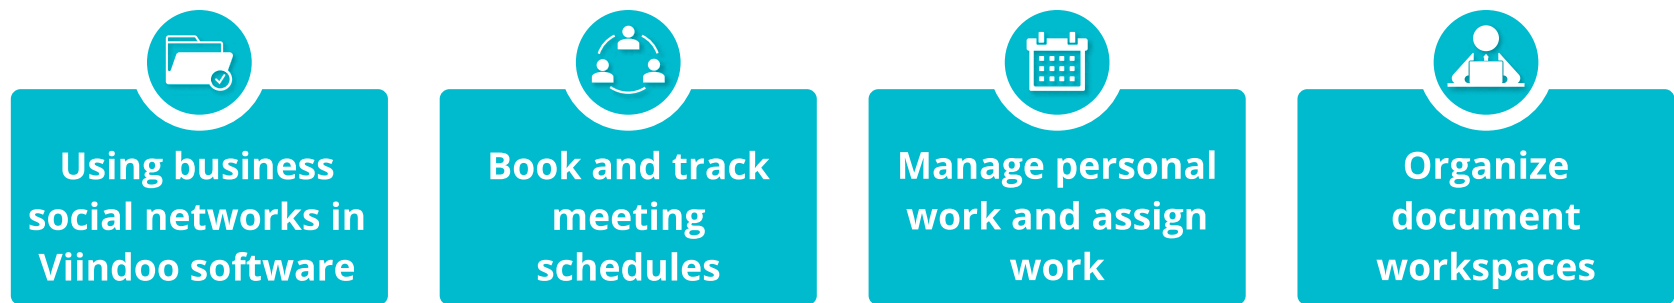 Using business
social networks in
Viindoo software
Book and track
meeting
schedules
Manage personal
work and assign
work
Organize
document
workspaces